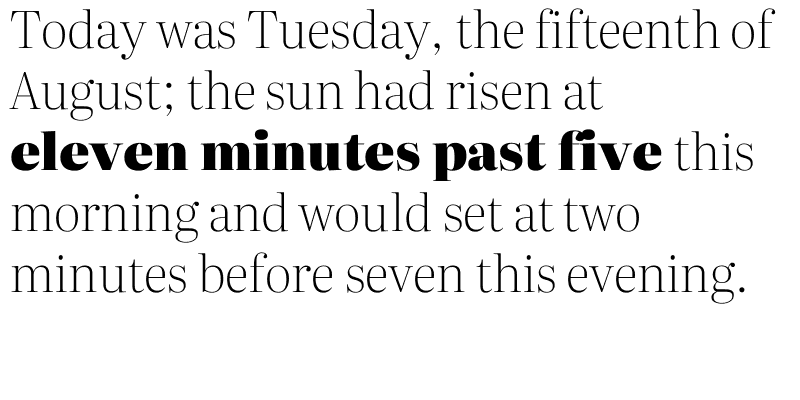 Today was Tuesday, the fifteenth of
August; the sun had risen at
eleven minutes past five this
morning and would set at two
minutes before seven this evening.